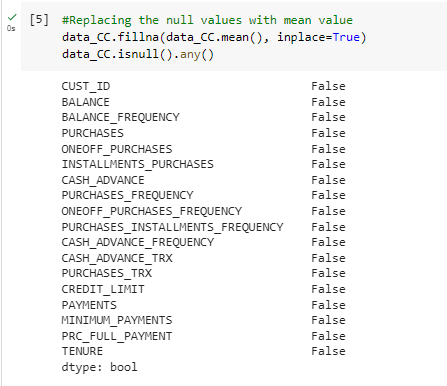 [5] #Replacing the null values with mean value
data_CC.fillna(data_CC.mean(), inplace=True)
data_CC.isnull().any()
0s
CUST_ID False
BALANCE False
BALANCE_FREQUENCY False
PURCHASES False
ONEOFF_PURCHASES False
INSTALLMENTS_PURCHASES False
CASH_ADVANCE False
PURCHASES_FREQUENCY False
ONEOFF_PURCHASES_FREQUENCY False
PURCHASES_INSTALLMENTS_FREQUENCY False
CASH_ADVANCE_FREQUENCY False
CASH_ADVANCE_TRX False
PURCHASES_TRX False
CREDIT_LIMIT False
PAYMENTS False
MINIMUM_PAYMENTS False
PRC_FULL_PAYMENT False
TENURE False
dtype: bool